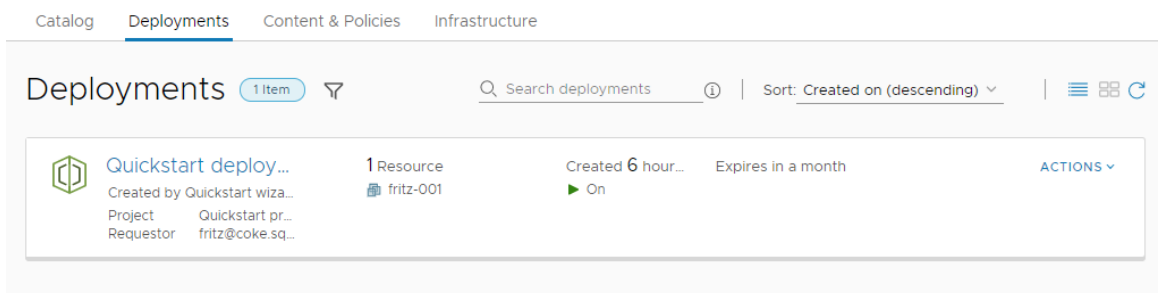 Catalog Deployments Content & Policies Infrastructure
Deployments 1 Item Search deployments Sort: Created on (descending)
Quickstart deploy... 1 Resource Created 6 hour... Expires in a month ACTIONS
Created by Quickstart wiza... fritz-001 On
Project Quickstart pr...
Requestor fritz@coke.sq...